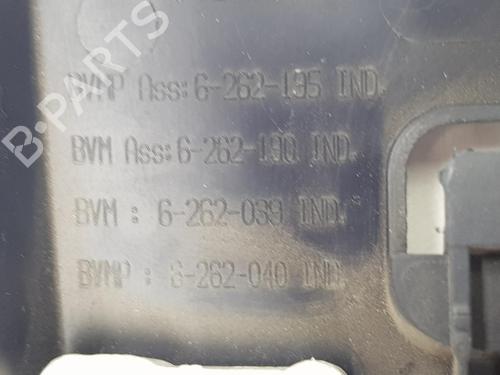 B-PARTS
BVMP Ass:6-262-195 IND.
BVM Ass:6-262-190 IND.
BVM : 6-262-039 IND.
BVMP : 6-262-040 IND.